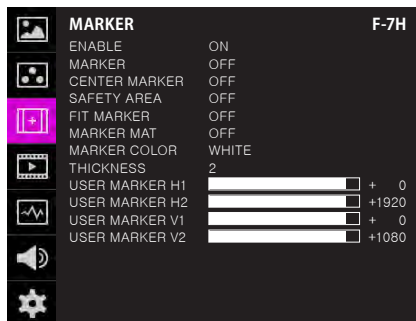 MARKER F-7H
ENABLE ON
MARKER OFF
CENTER MARKER OFF
SAFETY AREA OFF
FIT MARKER OFF
MARKER MAT OFF
MARKER COLOR WHITE
THICKNESS 2
USER MARKER H1 + 0
USER MARKER H2 +1920
USER MARKER V1 + 0
USER MARKER V2 +1080